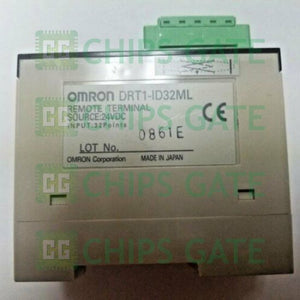 OMRON DRT1-ID32ML
REMOTE TERMINAL
SOURCE:24VDC
INPUT:32Points
CE
LOT No. 0861E
OMRON Corporation MADE IN JAPAN
CHIPS GATE
CHIPS GATE
CHIPS GATE